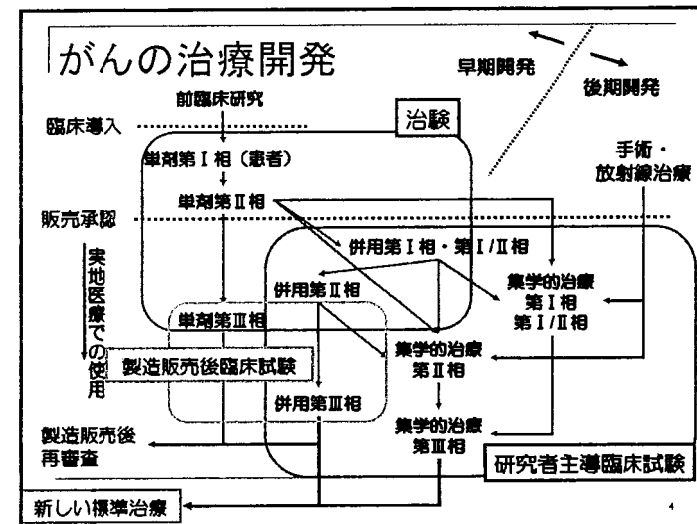 がんの治療開発
早期開発
後期開発
前臨床研究
臨床導入
治験
単剤第Ⅰ相（患者）
手術・
放射線治療
単剤第Ⅱ相
販売承認
併用第Ⅰ相・第Ⅰ/Ⅱ相
実地医療での使用
併用第Ⅱ相
集学的治療
第Ⅰ相
第Ⅰ/Ⅱ相
単剤第Ⅲ相
製造販売後臨床試験
集学的治療
第Ⅱ相
併用第Ⅲ相
集学的治療
第Ⅲ相
製造販売後
再審査
研究者主導臨床試験
新しい標準治療
4